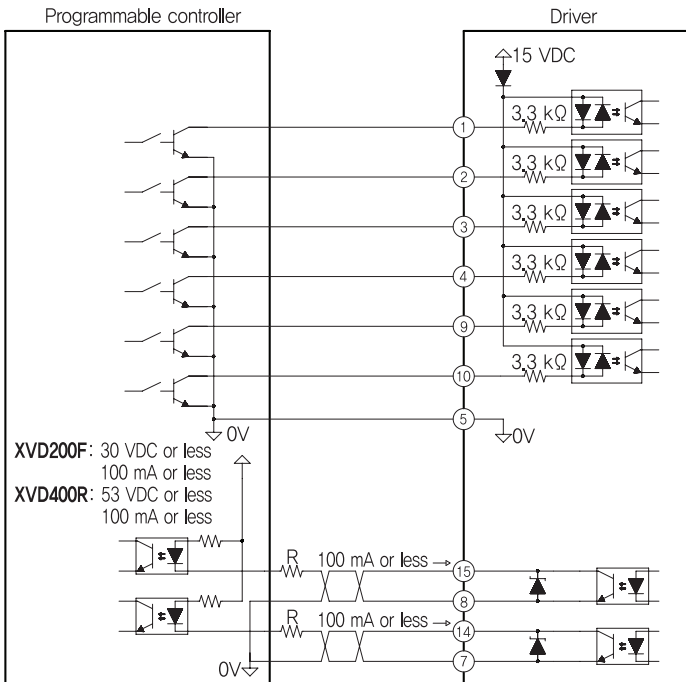 Programmable controller
Driver
15 VDC
3.3 kΩ
1
3.3 kΩ
2
3.3 kΩ
3
3.3 kΩ
4
3.3 kΩ
9
3.3 kΩ
10
5
0V
0V
XVD200F: 30 VDC or less
100 mA or less
XVD400R: 53 VDC or less
100 mA or less
R
100 mA or less →
15
8
R
100 mA or less →
14
0V
7